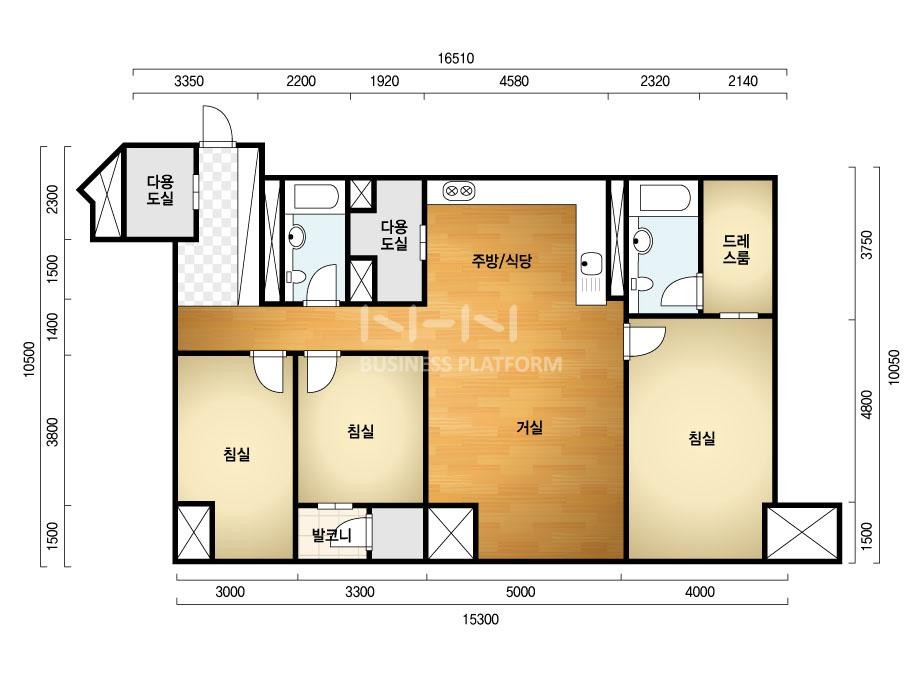 16510
3350 2200 1920 4580 2320 2140
2300
1500
1400
3800
1500
10500
3750
4800
1500
10050
다용
도실
다용
도실
주방/식당
드레
스룸
NHN
BUSINESS PLATFORM
침실
침실
거실
침실
발코니
3000 3300 5000 4000
15300